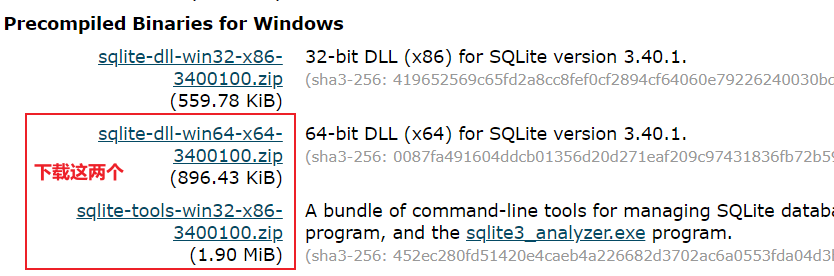 Precompiled Binaries for Windows
sqlite-dll-win32-x86-
3400100.zip
(559.78 KiB)
32-bit DLL (x86) for SQLite version 3.40.1.
(sha3-256: 419652569c65fd2a8cc8fef0cf2894cf64060e79226240030bc
sqlite-dll-win64-x64-
3400100.zip
(896.43 KiB)
64-bit DLL (x64) for SQLite version 3.40.1.
(sha3-256: 0087fa491604ddcb01356d20d271eaf209c97431836fb72b59
下载这两个
sqlite-tools-win32-x86-
3400100.zip
(1.90 MiB)
A bundle of command-line tools for managing SQLite databa
program, and the sqlite3_analyzer.exe program.
(sha3-256: 452ec280fd51420e4caeb4a226682d3702ac6a0553fda04d3